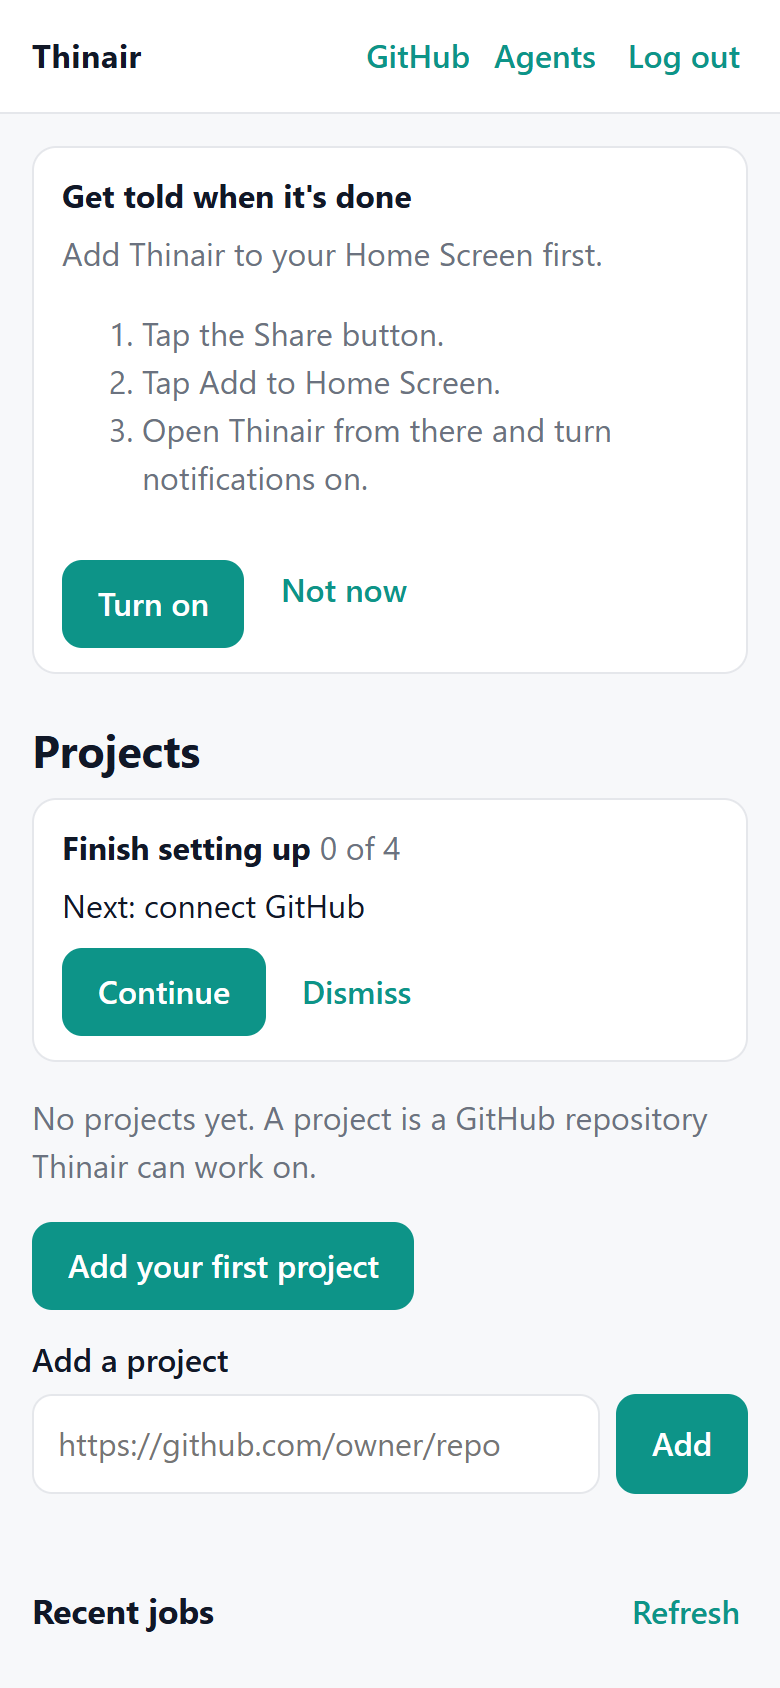 Thinair
GitHub Agents Log out
Get told when it's done
Add Thinair to your Home Screen first.
1. Tap the Share button.
2. Tap Add to Home Screen.
3. Open Thinair from there and turn
notifications on.
Turn on Not now
Projects
Finish setting up 0 of 4
Next: connect GitHub
Continue Dismiss
No projects yet. A project is a GitHub repository
Thinair can work on.
Add your first project
Add a project
https://github.com/owner/repo Add
Recent jobs Refresh